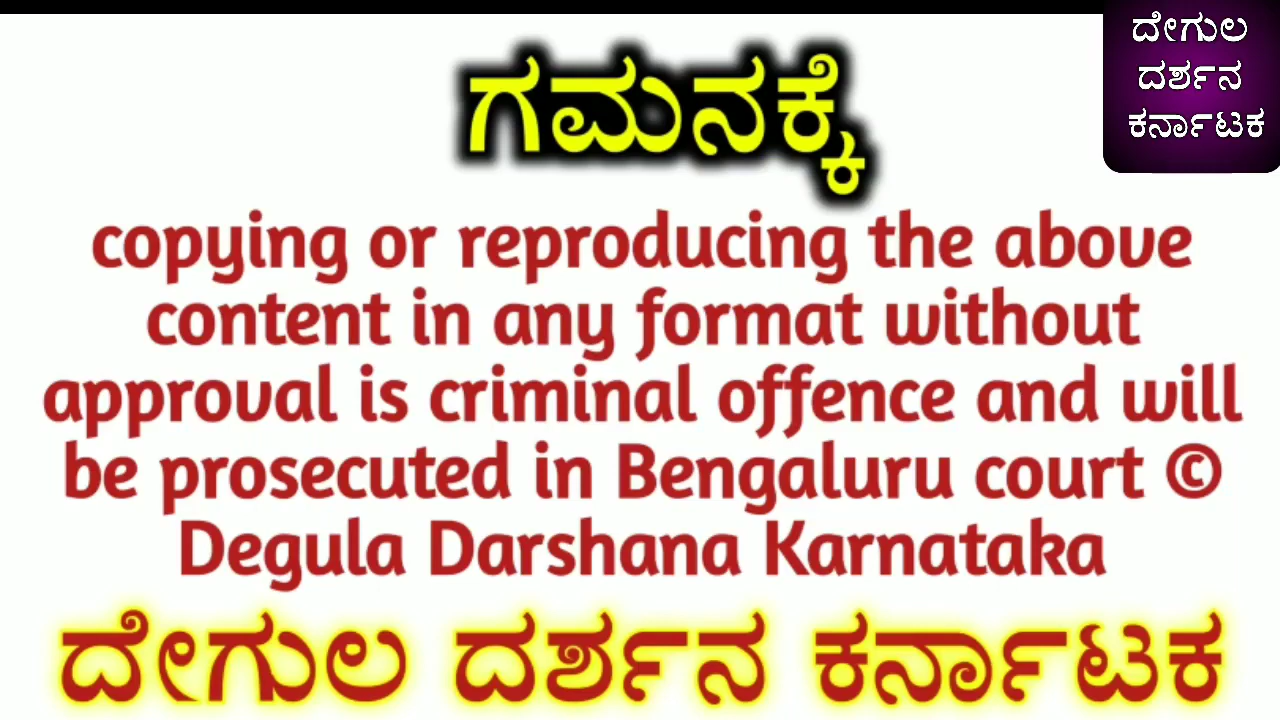 ದೇಗುಲ
ದರ್ಶನ
ಕರ್ನಾಟಕ
ಗಮನಕ್ಕೆ
copying or reproducing the above
content in any format without
approval is criminal offence and will
be prosecuted in Bengaluru court ©
Degula Darshana Karnataka
ದೇಗುಲ ದರ್ಶನ ಕರ್ನಾಟಕ